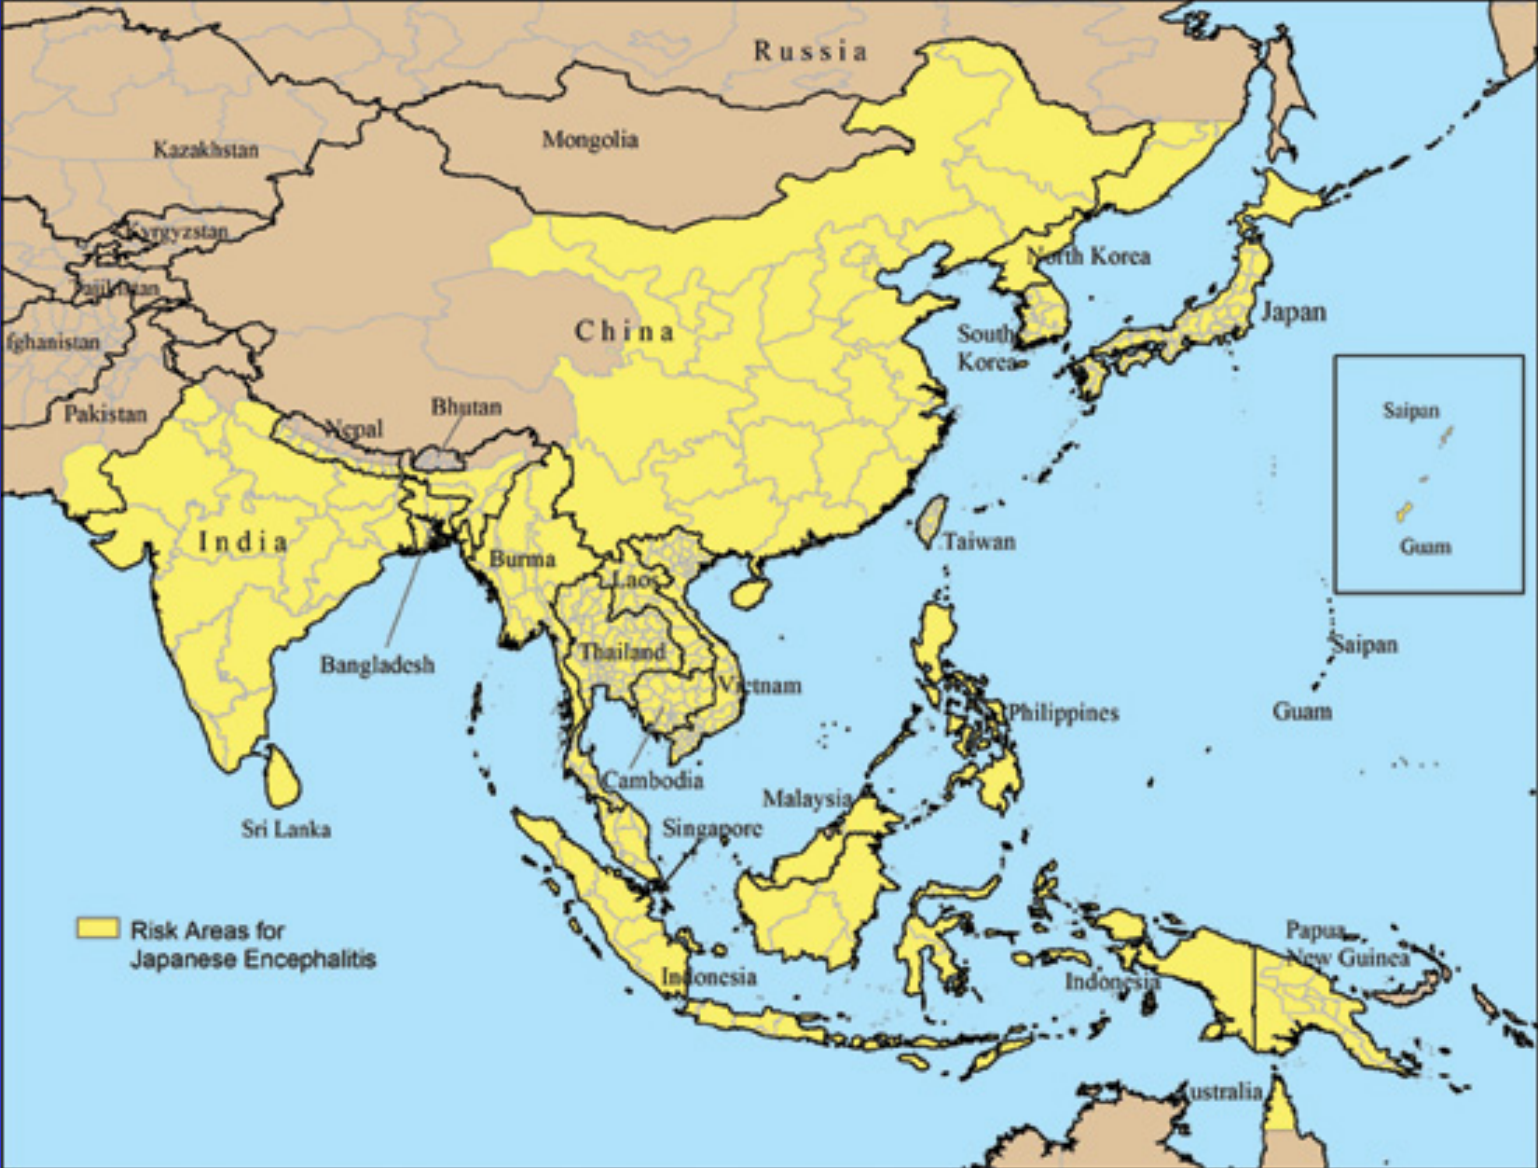 Russia
Mongolia
Kazakhstan
Kyrgyzstan
Tajikistan
North Korea
Japan
fghanistan
China
South
Korea
Pakistan
Bhutan
Nepal
Saipan
Guam
India
Taiwan
Burma
Laos
Bangladesh
Thailand
Vietnam
Saipan
Guam
Philippines
Cambodia
Malaysia
Sri Lanka
Singapore
Risk Areas for
Japanese Encephalitis
Indonesia
Indonesia
Papua
New Guinea
ustralia